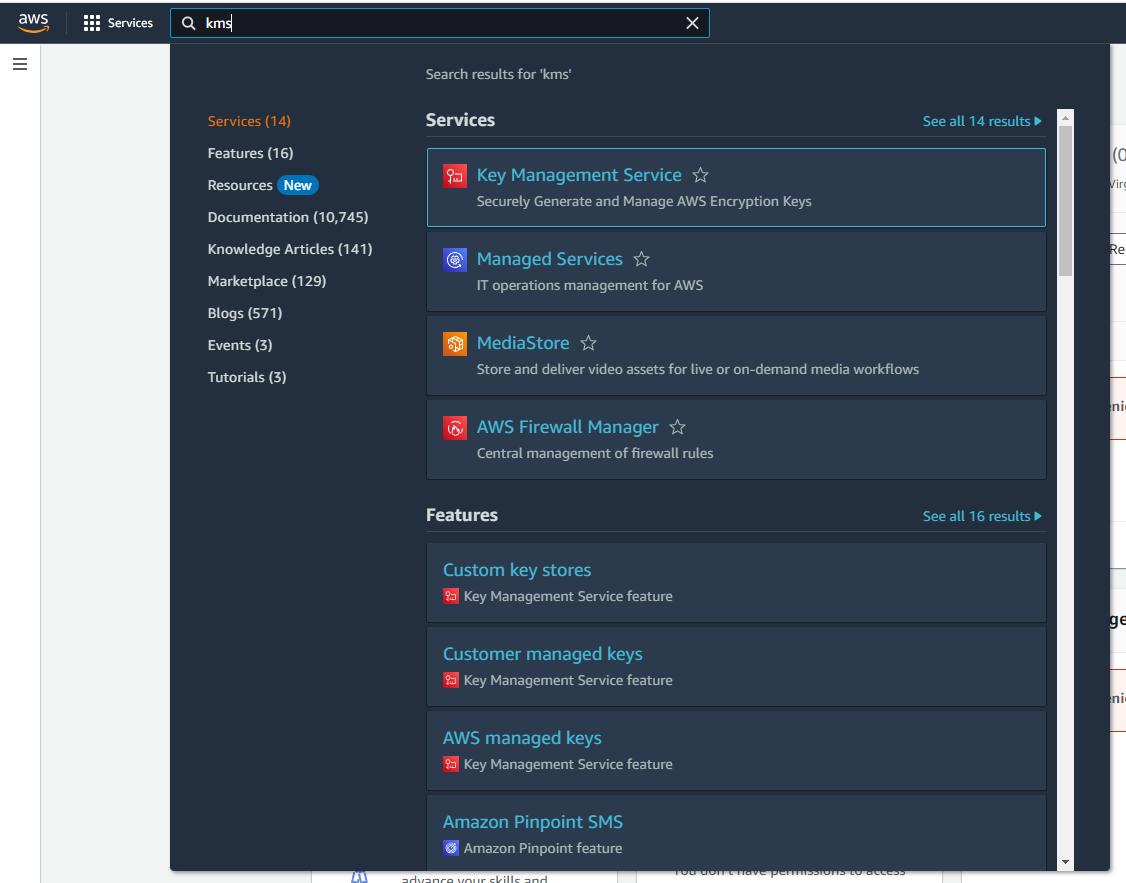 aws
Services
kms
Search results for 'kms'
Services (14)
Features (16)
Resources New
Documentation (10,745)
Knowledge Articles (141)
Marketplace (129)
Blogs (571)
Events (3)
Tutorials (3)
Services
See all 14 results
Key Management Service
Securely Generate and Manage AWS Encryption Keys
Managed Services
IT operations management for AWS
MediaStore
Store and deliver video assets for live or on-demand media workflows
AWS Firewall Manager
Central management of firewall rules
Features
See all 16 results
Custom key stores
Key Management Service feature
Customer managed keys
Key Management Service feature
AWS managed keys
Key Management Service feature
Amazon Pinpoint SMS
Amazon Pinpoint feature
advance your skills and
You don't have permissions to access